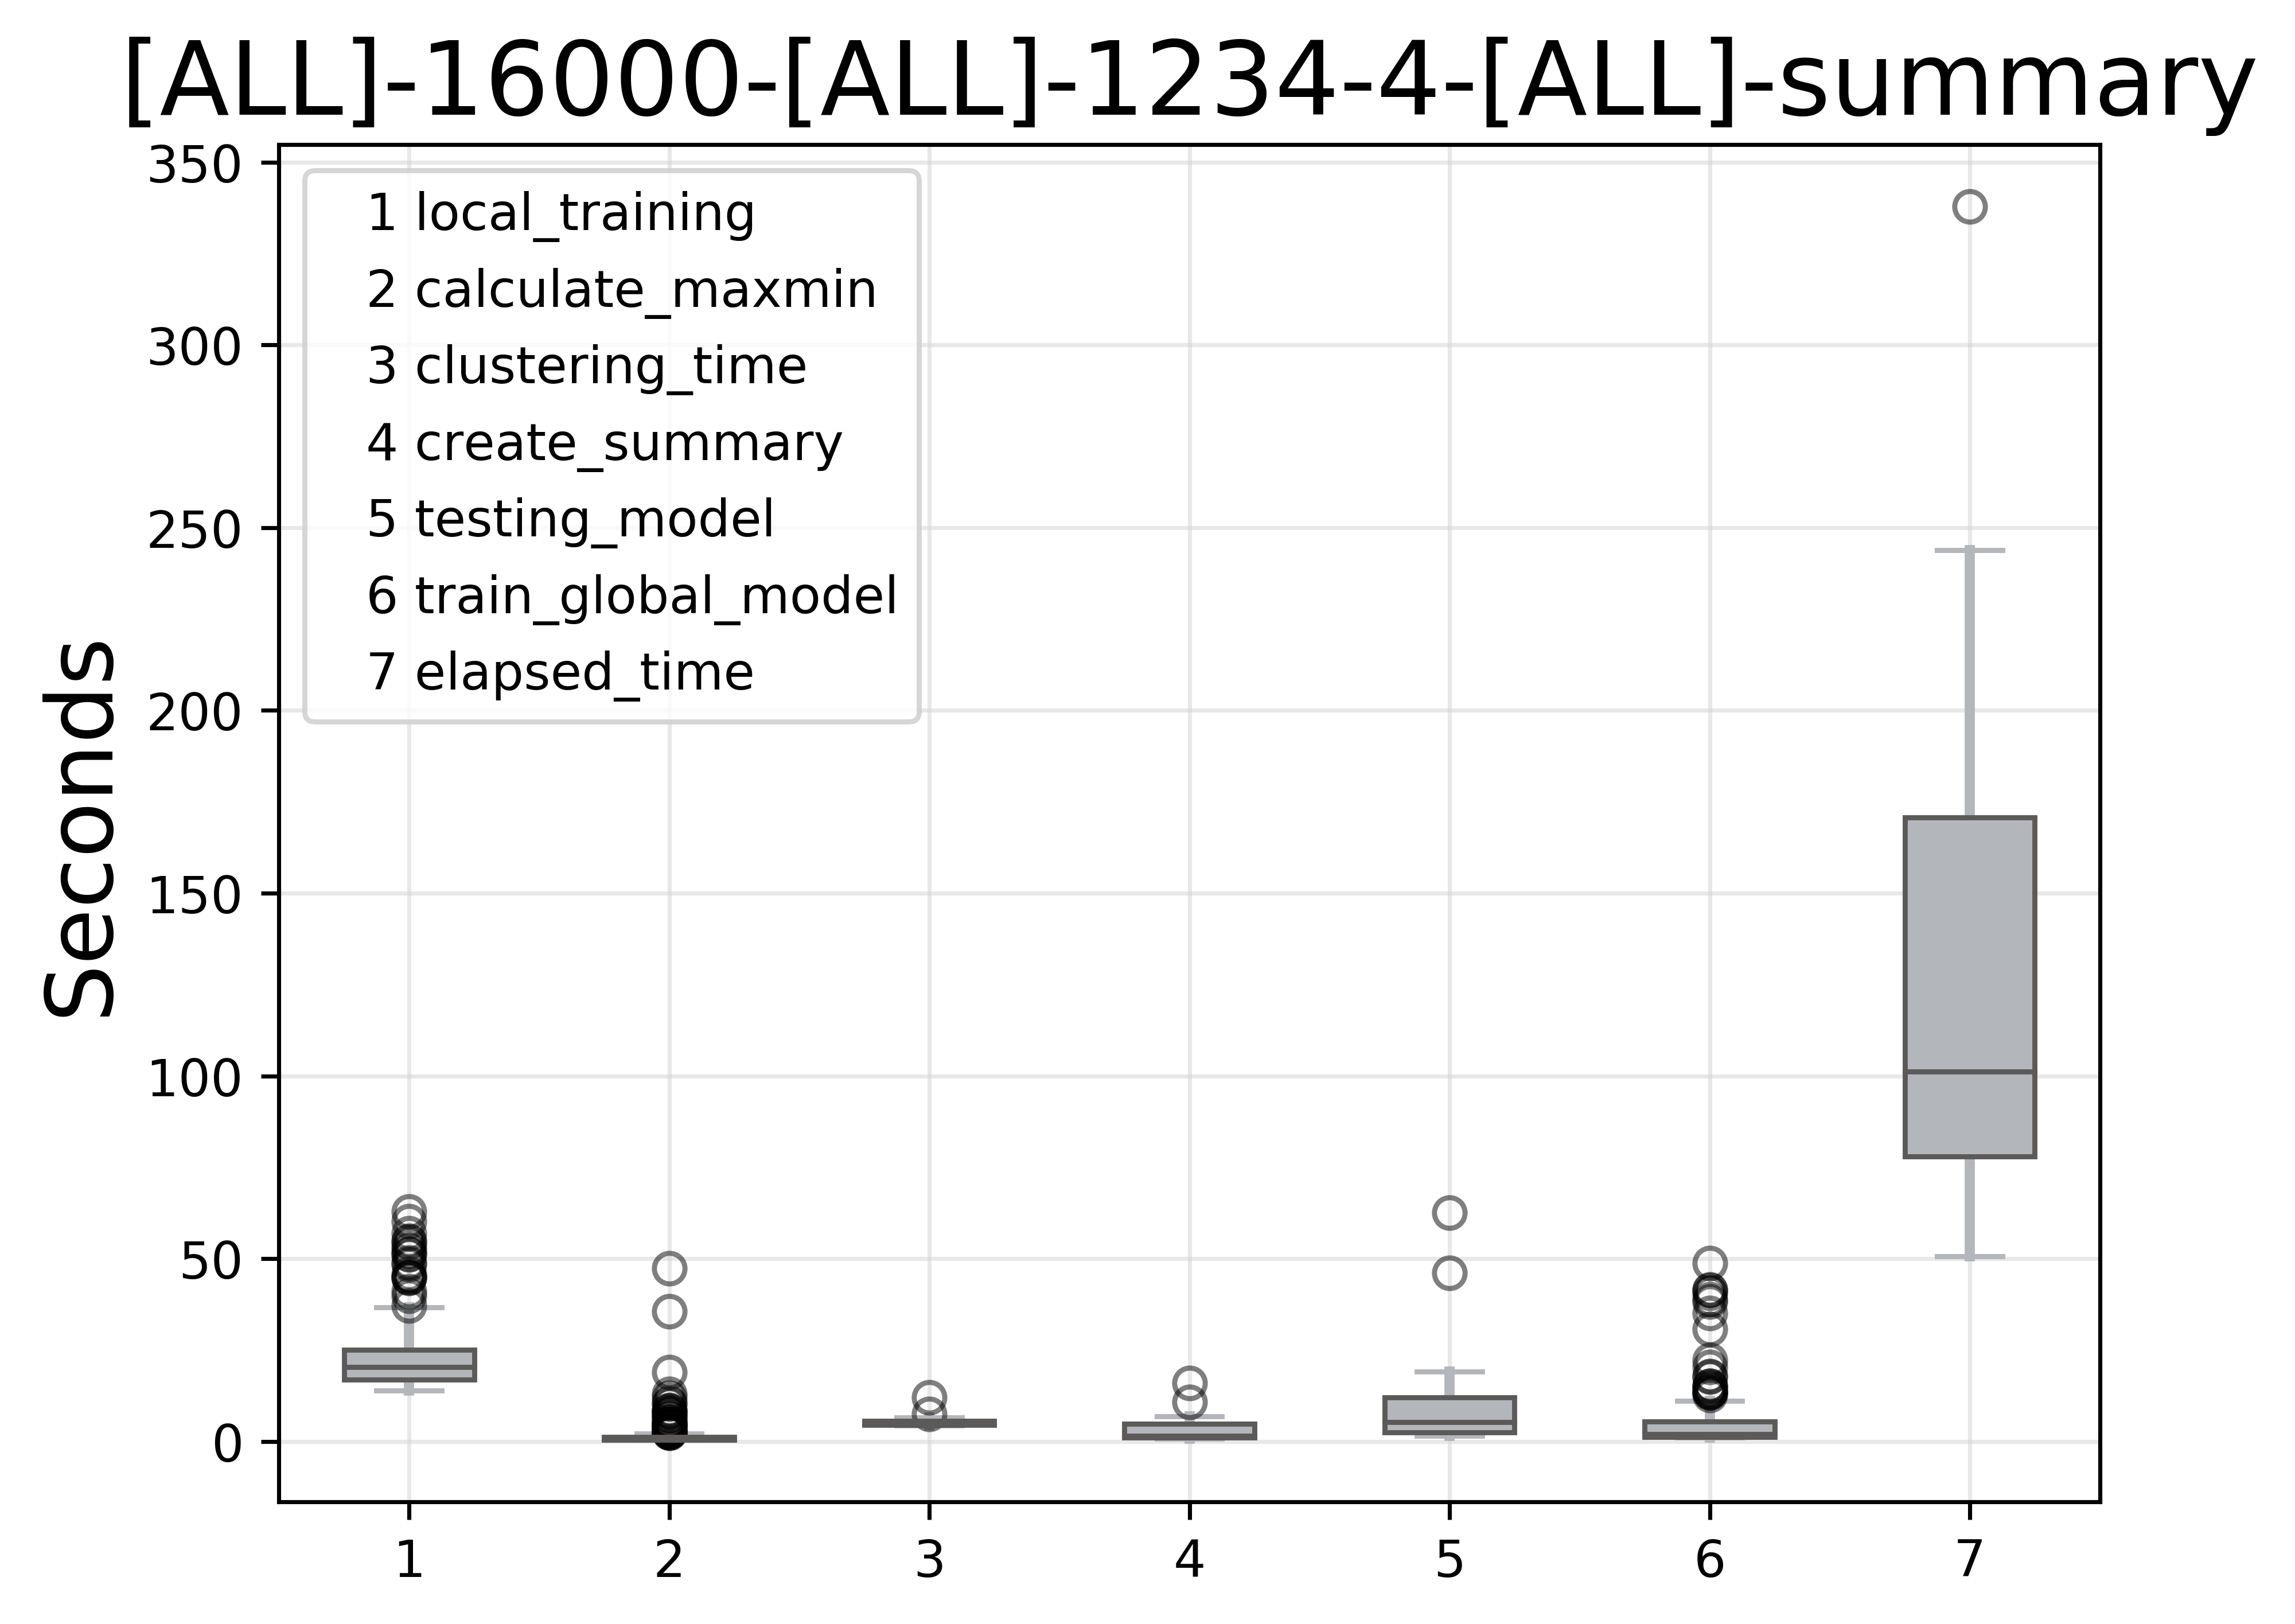 [ALL]-16000-[ALL]-1234-4-[ALL]-summary
350
300
250
200
150
100
50
0
Seconds
1 local_training
2 calculate_maxmin
3 clustering_time
4 create_summary
5 testing_model
6 train_global_model
7 elapsed_time
1 2 3 4 5 6 7